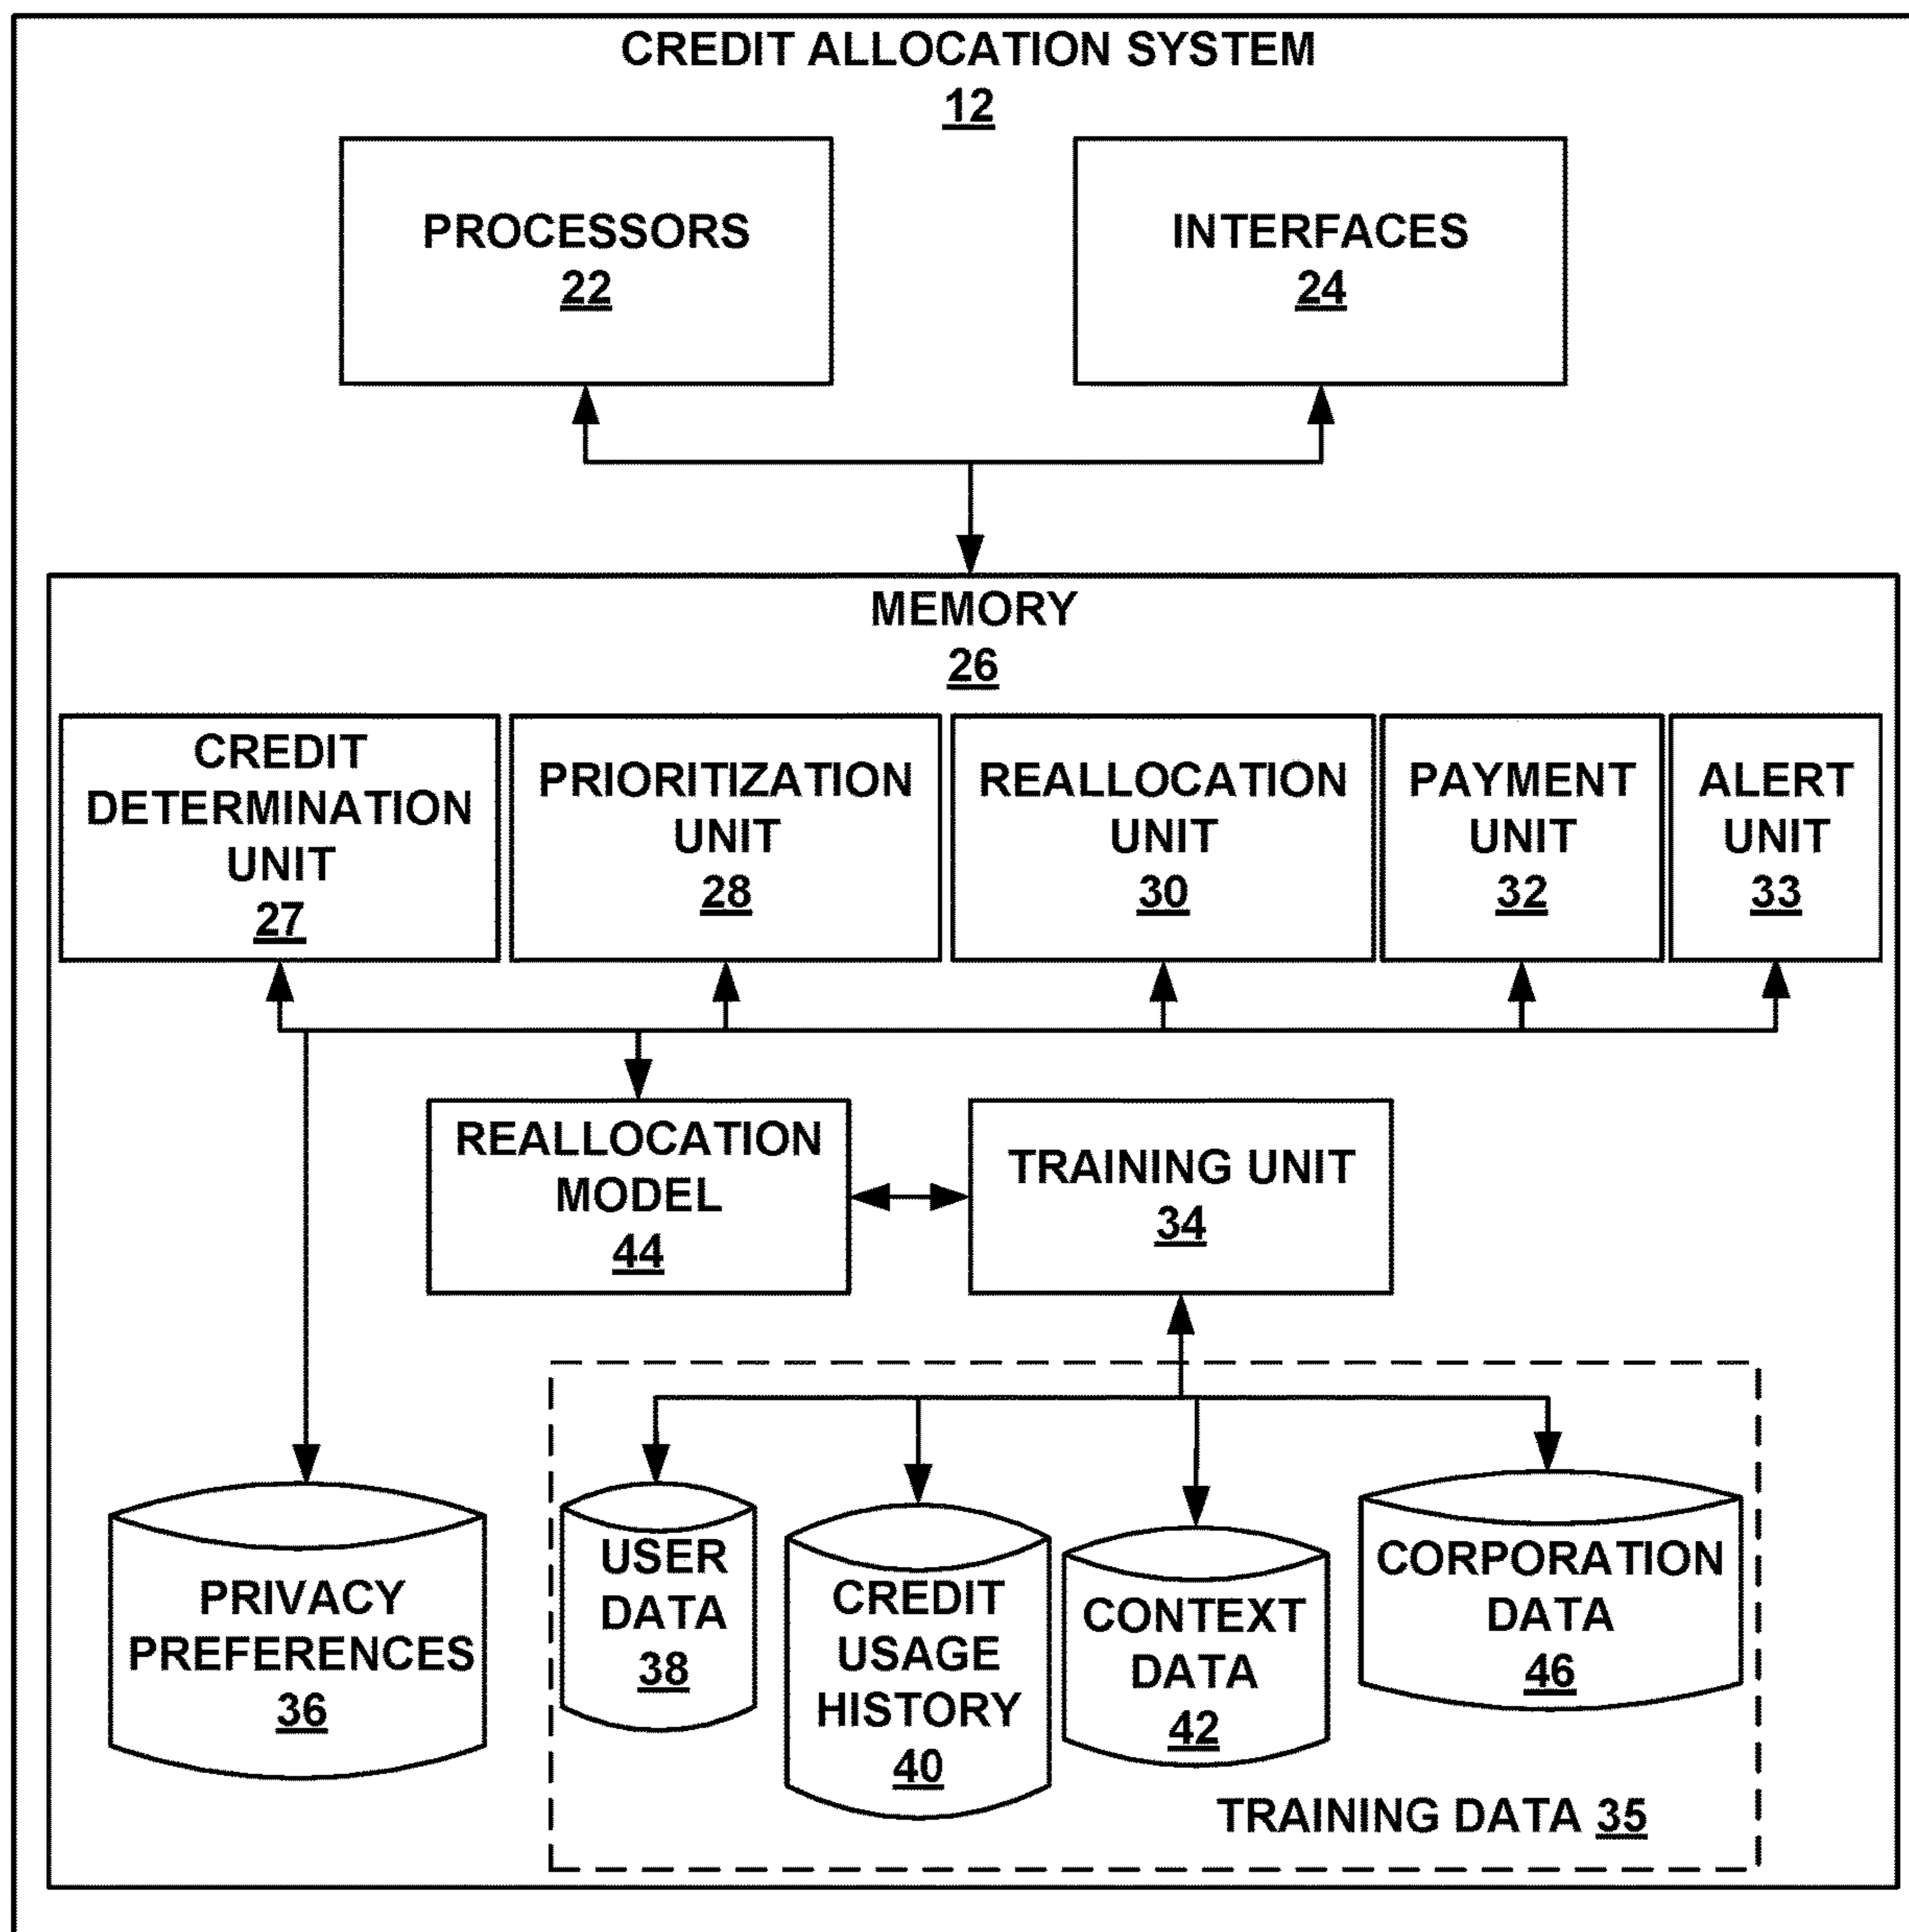 CREDIT ALLOCATION SYSTEM
12
PROCESSORS
22
INTERFACES
24
MEMORY
26
CREDIT
DETERMINATION
UNIT
27
PRIORITIZATION
UNIT
28
REALLOCATION
UNIT
30
PAYMENT
UNIT
32
ALERT
UNIT
33
REALLOCATION
MODEL
44
TRAINING UNIT
34
PRIVACY
PREFERENCES
36
USER
DATA
38
CREDIT
USAGE
HISTORY
40
CONTEXT
DATA
42
CORPORATION
DATA
46
TRAINING DATA 35